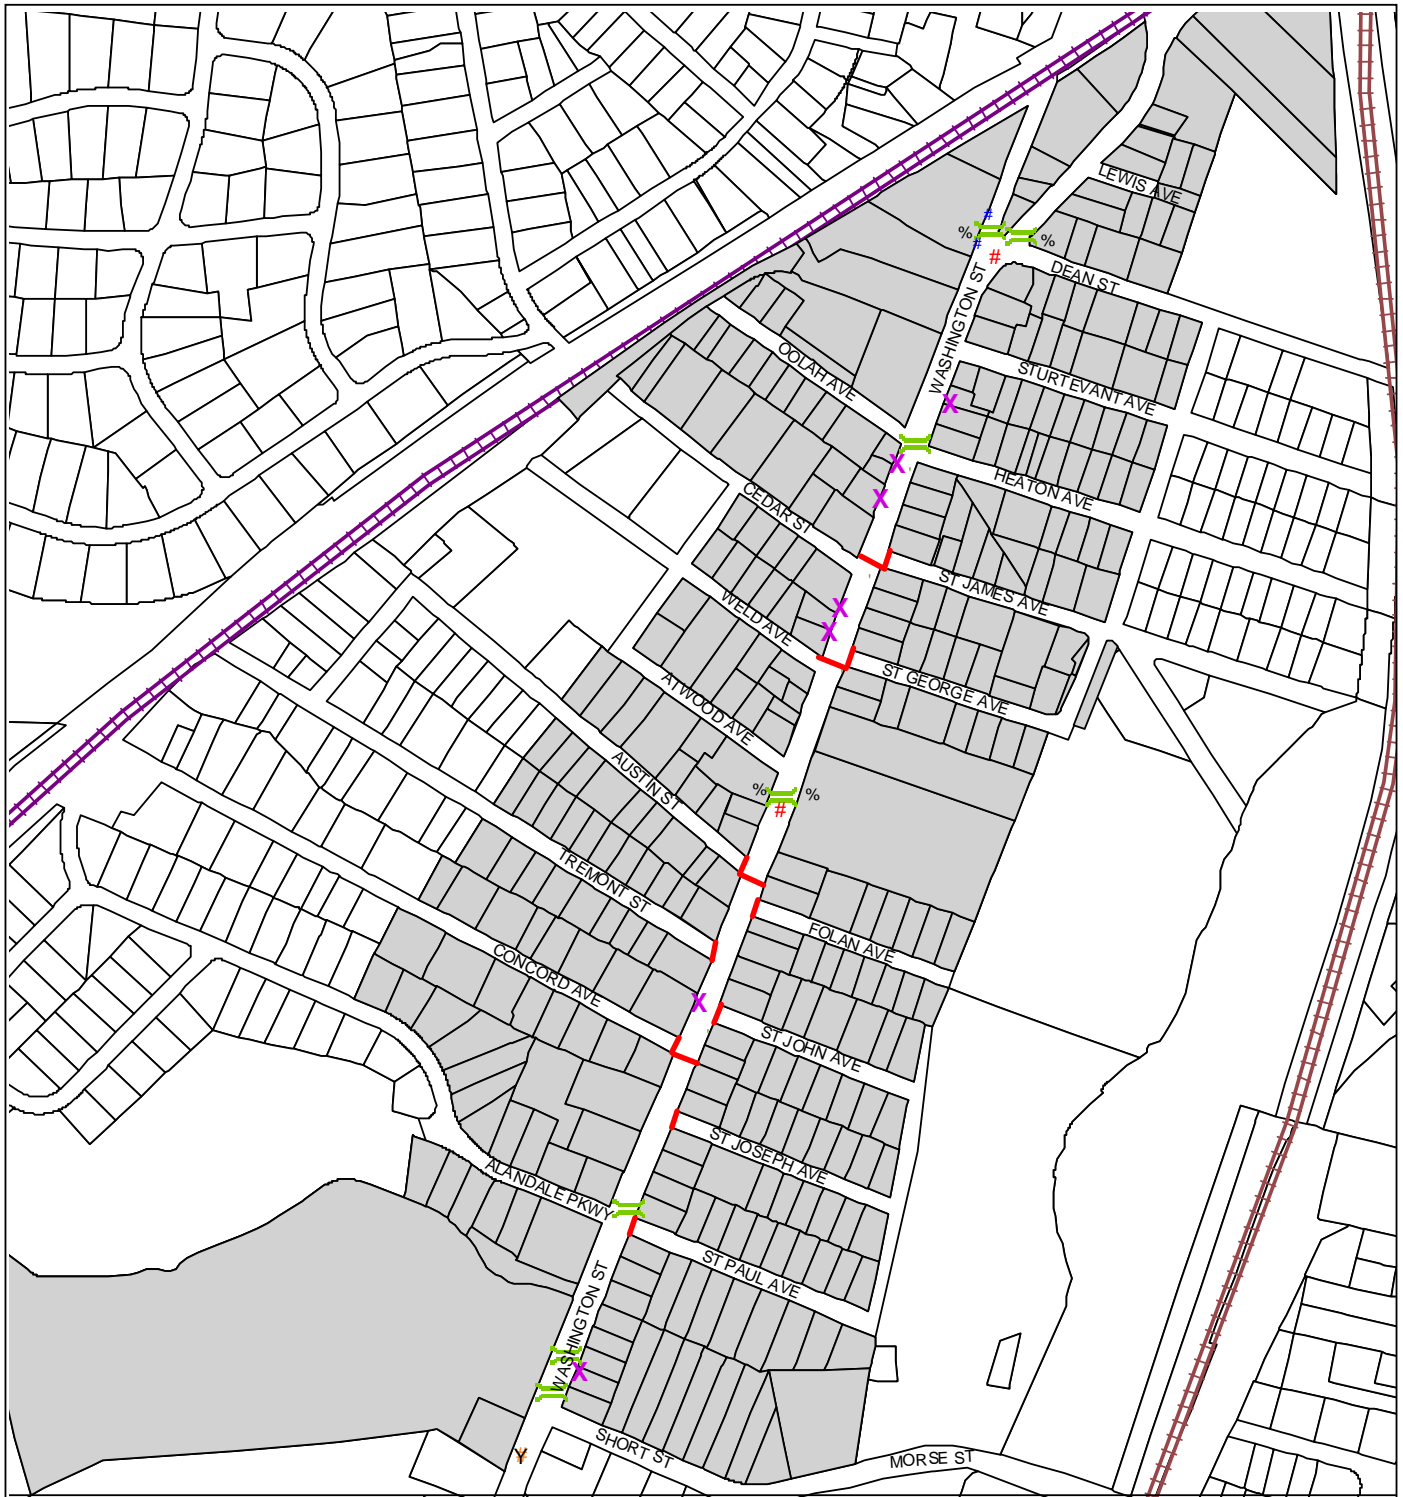 LEWIS AVE
#
% # %
#
DEAN ST
WASHINGTON ST
OOLAH AVE
STURTEVANT AVE
X
X
HEATON AVE
X
CEDAR ST
ST JAMES AVE
X
WELD AVE
X
ST GEORGE AVE
ATWOOD AVE
AUSTIN ST
% %
#
TREMONT ST
FOLAN AVE
CONCORD AVE
X
ST JOHN AVE
ST JOSEPH AVE
ALANDALE PKWY
ST PAUL AVE
WASHINGTON ST
X
SHORT ST
MORSE ST
#
Y